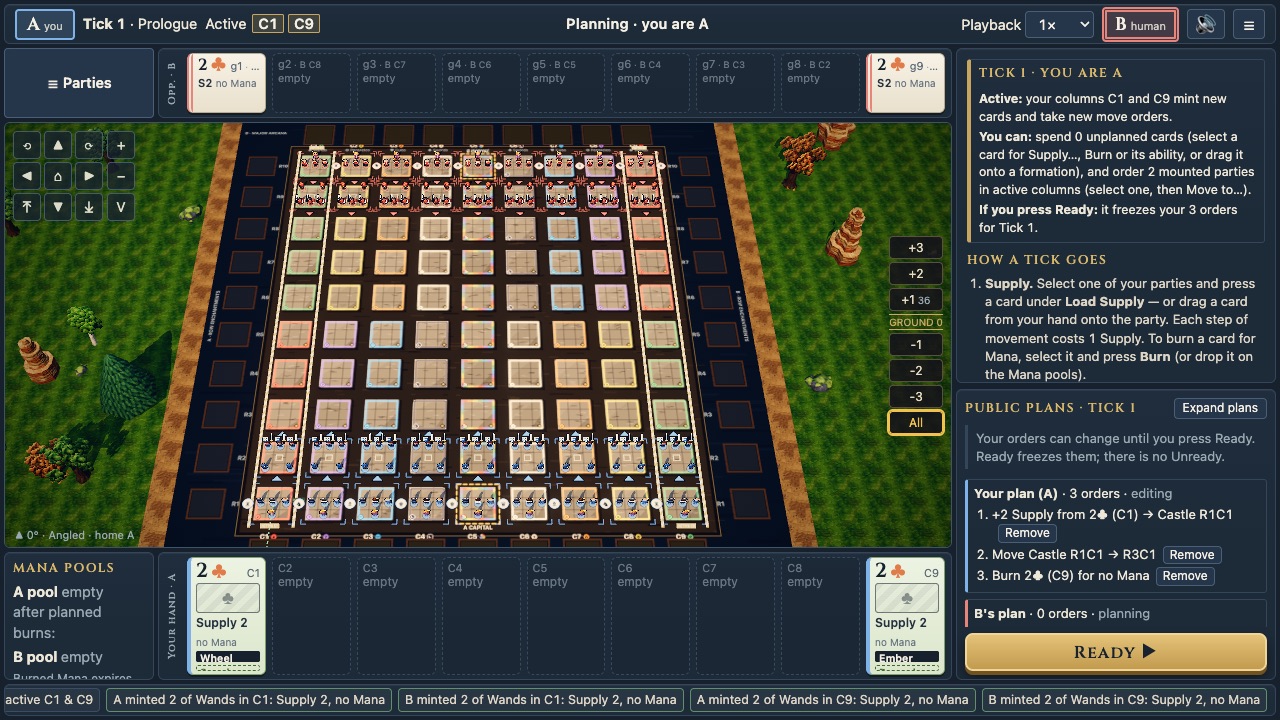 A you
Tick 1 · Prologue Active C1 C9
Planning · you are A
Playback 1×
B human
≡ Parties
OPP. · B
2♣ g1 · ...
S2 no Mana
g2 · B C8
empty
g3 · B C7
empty
g4 · B C6
empty
g5 · B C5
empty
g6 · B C4
empty
g7 · B C3
empty
g8 · B C2
empty
2♣ g9 · ...
S2 no Mana
+3
+2
+1 36
GROUND 0
-1
-2
-3
All
A CAPITAL
▲ 0° · Angled · home A
TICK 1 · YOU ARE A
Active: your columns C1 and C9 mint new
cards and take new move orders.
You can: spend 0 unplanned cards (select a
card for Supply…, Burn or its ability, or drag it
onto a formation), and order 2 mounted parties
in active columns (select one, then Move to…).
If you press Ready: it freezes your 3 orders
for Tick 1.
HOW A TICK GOES
1. Supply. Select one of your parties and press
a card under Load Supply — or drag a card
from your hand onto the party. Each step of
movement costs 1 Supply. To burn a card for
Mana, select it and press Burn (or drop it on
the Mana pools).
PUBLIC PLANS · TICK 1
Expand plans
Your orders can change until you press Ready.
Ready freezes them; there is no Unready.
Your plan (A) · 3 orders · editing
1. +2 Supply from 2♣ (C1) → Castle R1C1
Remove
2. Move Castle R1C1 → R3C1 Remove
3. Burn 2♣ (C9) for no Mana Remove
B's plan · 0 orders · planning
READY ▶
MANA POOLS
A pool empty
after planned
burns:
B pool empty
Burned Mana expires
YOUR HAND · A
2♣ C1
Supply 2
no Mana
Wheel
C2
empty
C3
empty
C4
empty
C5
empty
C6
empty
C7
empty
C8
empty
2♣ C9
Supply 2
no Mana
Ember
active C1 & C9
A minted 2 of Wands in C1: Supply 2, no Mana
B minted 2 of Wands in C1: Supply 2, no Mana
A minted 2 of Wands in C9: Supply 2, no Mana
B minted 2 of Wands in C9: Supply 2, no Mana